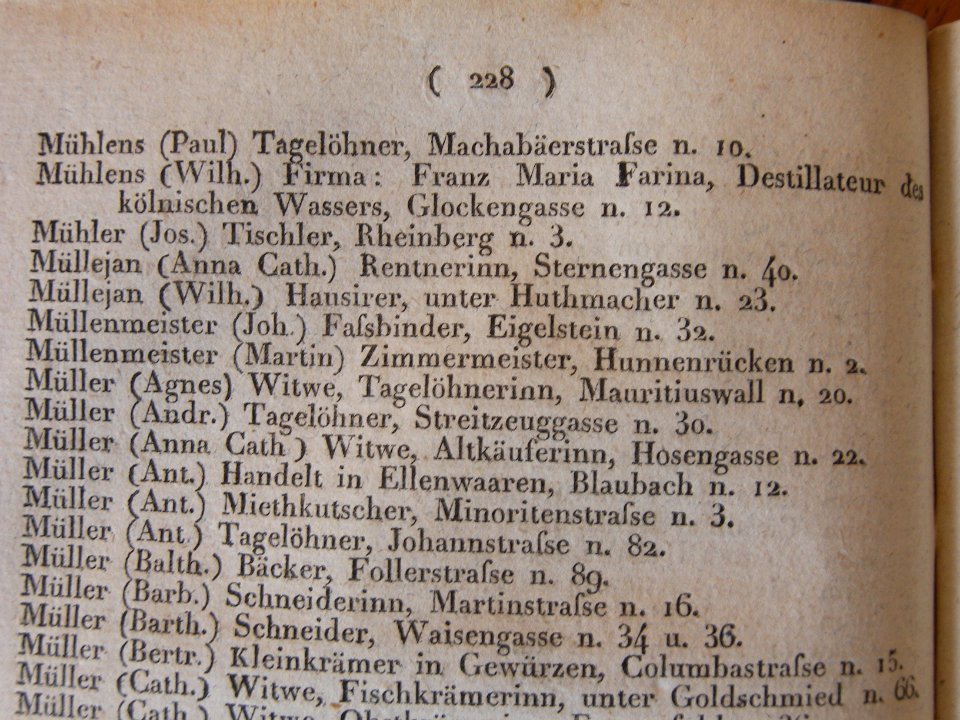 ( 228 )
Mühlens (Paul) Tagelöhner, Machabäerstraſse n. 10.
Mühlens (Wilh.) Firma: Franz Maria Farina, Destillateur des
kölnischen Wassers, Glockengasse n. 12.
Mühler (Jos.) Tischler, Rheinberg n. 3.
Müllejan (Anna Cath.) Rentnerinn, Sternengasse n. 40.
Müllejan (Wilh.) Hausirer, unter Huthmacher n. 23.
Müllenmeister (Joh.) Faſsbinder, Eigelstein n. 32.
Müllenmeister (Martin) Zimmermeister, Hunnenrücken n. 2.
Müller (Agnes) Witwe, Tagelöhnerinn, Mauritiuswall n. 20.
Müller (Andr.) Tagelöhner, Streitzeuggasse n. 30.
Müller (Anna Cath) Witwe, Altkäuferinn, Hosengasse n. 22.
Müller (Ant.) Handelt in Ellenwaaren, Blaubach n. 12.
Müller (Ant.) Miethkutscher, Minoritenstraſse n. 3.
Müller (Ant.) Tagelöhner, Johannstraſse n. 82.
Müller (Balth.) Bäcker, Follerstraſse n. 89.
Müller (Barb.) Schneiderinn, Martinstraſse n. 16.
Müller (Barth.) Schneider, Waisengasse n. 34 u. 36.
Müller (Bertr.) Kleinkrämer in Gewürzen, Columbastraſse n. 15.
Müller (Cath.) Witwe, Fischkrämerinn, unter Goldschmied n. 66.
Müller (Cath.) Witwe,